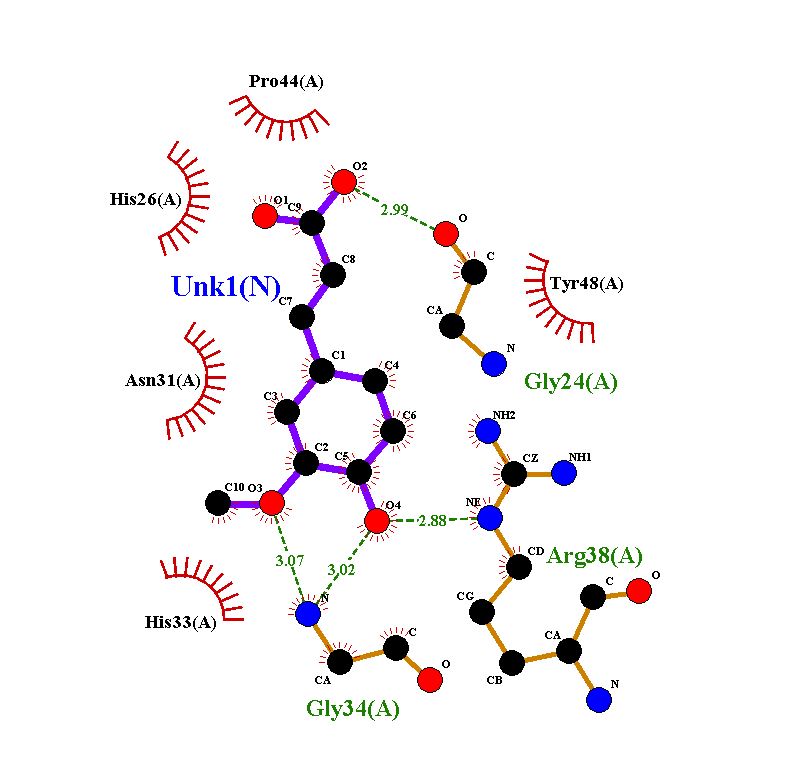 Pro44(A)
O2
His26(A)
O1
C9
2.99
O
C
C8
Unk1(N)
Tyr48(A)
C7
CA
N
C1
C4
Asn31(A)
Gly24(A)
C3
C6
NH2
C2
C5
CZ
NH1
C10
O3
O4
NE
2.88
Arg38(A)
CD
3.07
3.02
C
O
N
CG
His33(A)
C
CA
CA
O
CB
N
Gly34(A)